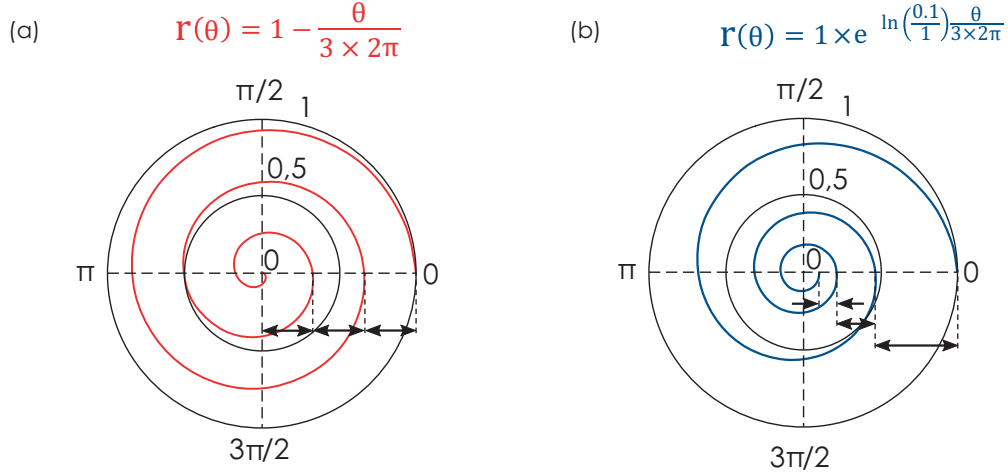 (a) r(θ) = 1 − θ/(3 × 2π)
(b) r(θ) = 1 × e^(ln(0.1/1) θ/(3×2π))
π/2
1
0,5
0
π
0
3π/2
π/2
1
0,5
0
π
0
3π/2